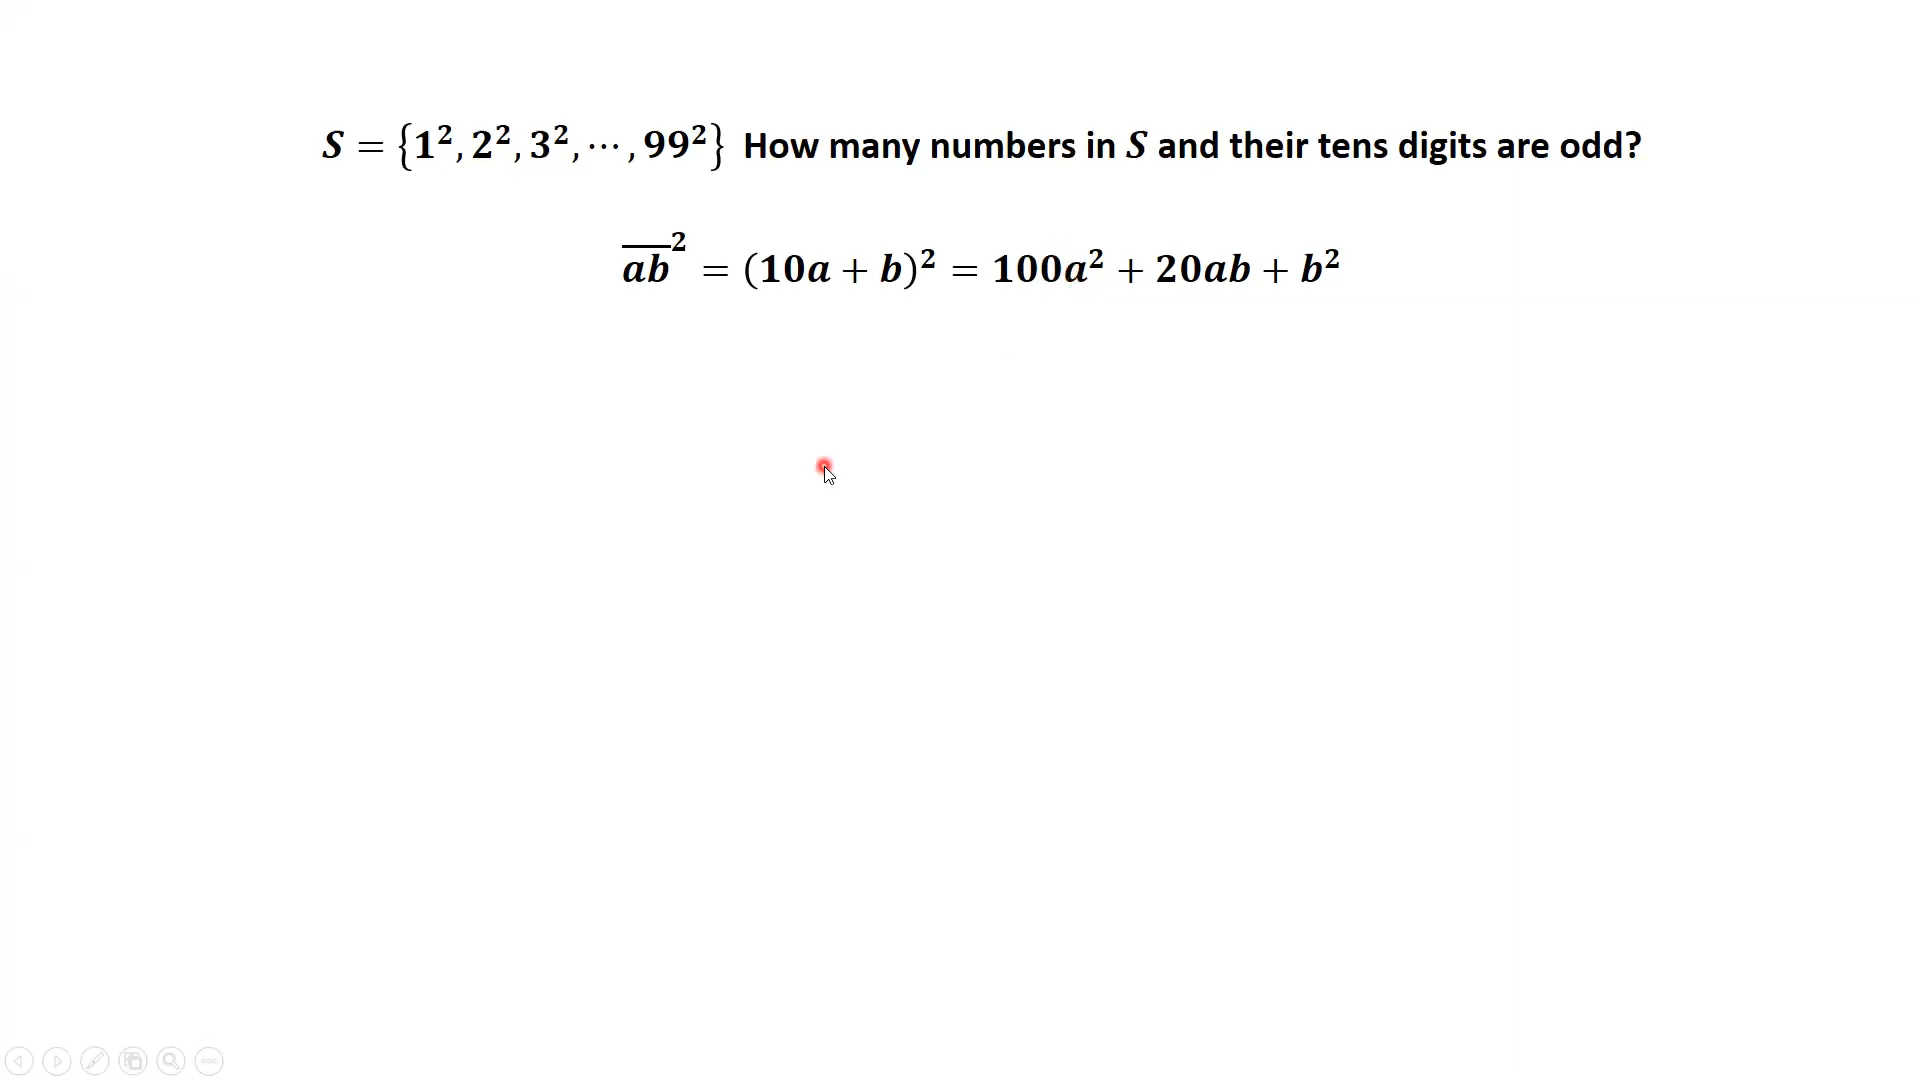 S = {1², 2², 3², ⋯, 99²} How many numbers in S and their tens digits are odd?
\overline{ab}² = (10a + b)² = 100a² + 20ab + b²